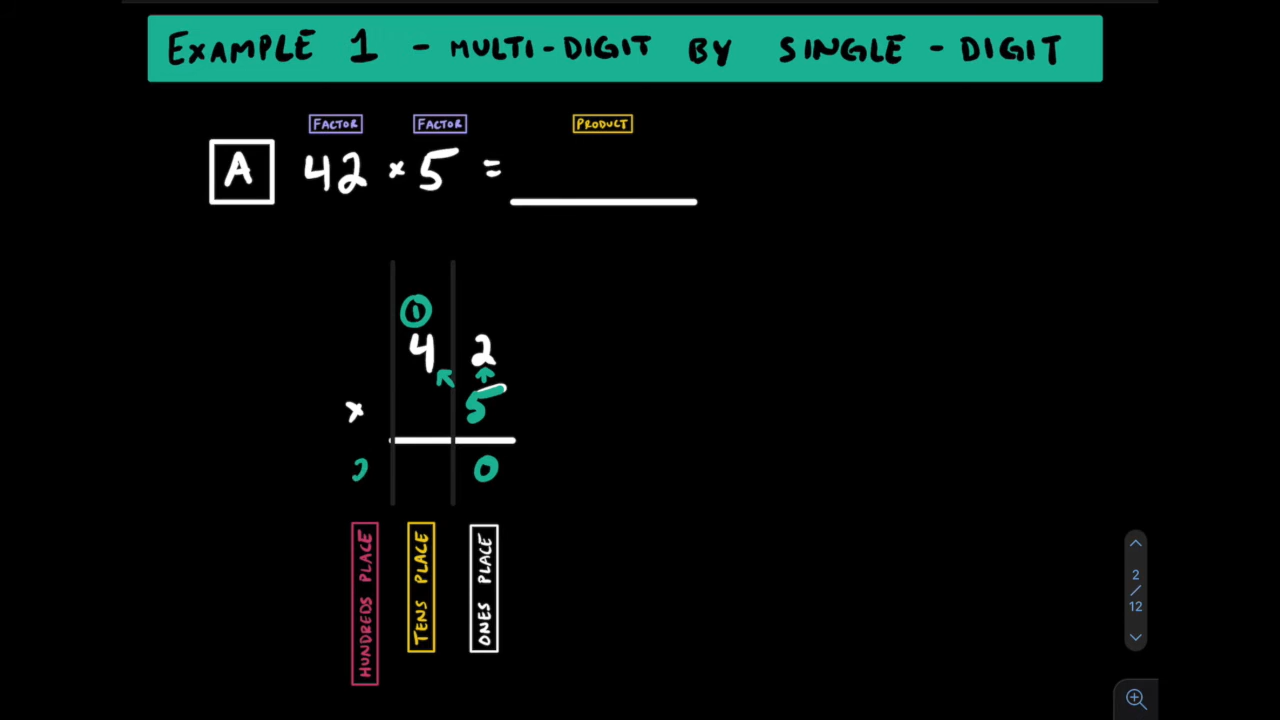 EXAMPLE 1 - MULTI-DIGIT BY SINGLE-DIGIT
FACTOR FACTOR PRODUCT
A 42 × 5 =
1
4 2
× 5
0
HUNDREDS PLACE TENS PLACE ONES PLACE
2
/
12